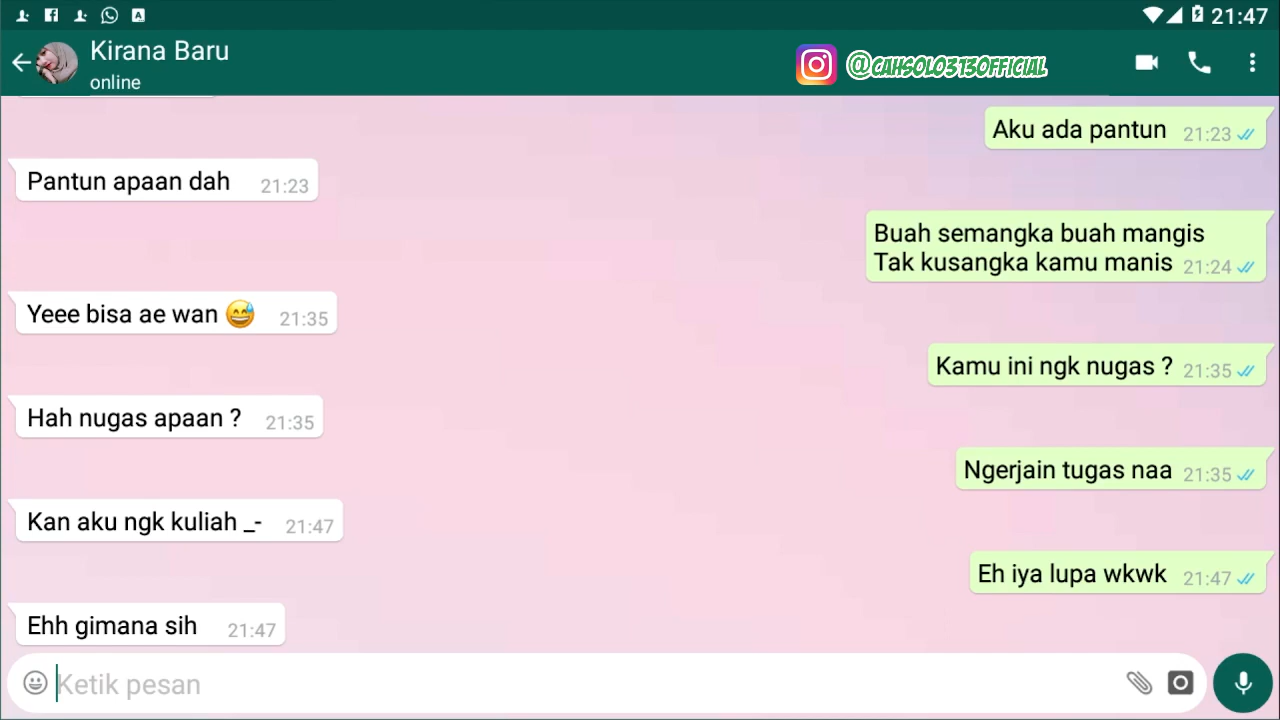 21:47
Kirana Baru
online
@CAHSOLO313OFFICIAL
Aku ada pantun 21:23
Pantun apaan dah 21:23
Buah semangka buah mangis
Tak kusangka kamu manis 21:24
Yeee bisa ae wan 😅 21:35
Kamu ini ngk nugas ? 21:35
Hah nugas apaan ? 21:35
Ngerjain tugas naa 21:35
Kan aku ngk kuliah _- 21:47
Eh iya lupa wkwk 21:47
Ehh gimana sih 21:47
Ketik pesan